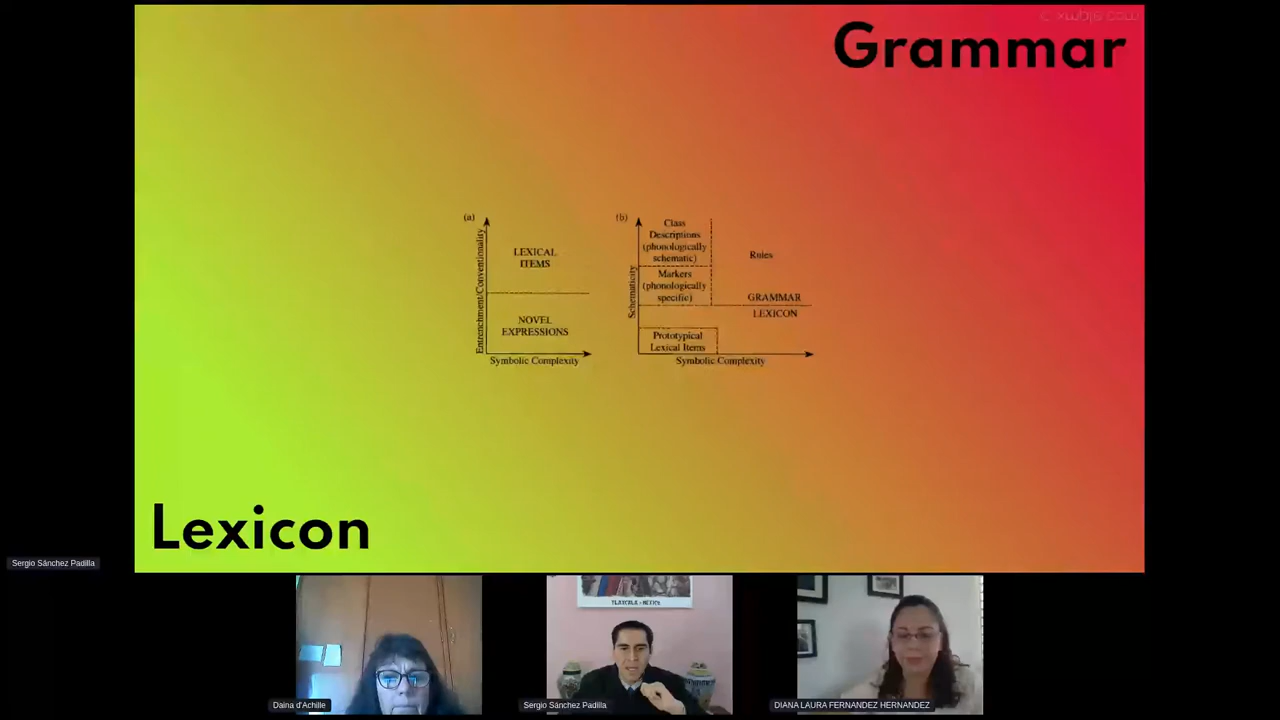 Grammar
(a)
Entrenchment/Conventionality
LEXICAL
ITEMS
NOVEL
EXPRESSIONS
Symbolic Complexity
(b)
Schematicity
Class
Descriptions
(phonologically
schematic)
Markers
(phonologically
specific)
Rules
GRAMMAR
LEXICON
Prototypical
Lexical Items
Symbolic Complexity
Lexicon
Sergio Sánchez Padilla
TLAXCALA - MEXICO
Daina d'Achille
Sergio Sánchez Padilla
DIANA LAURA FERNANDEZ HERNANDEZ